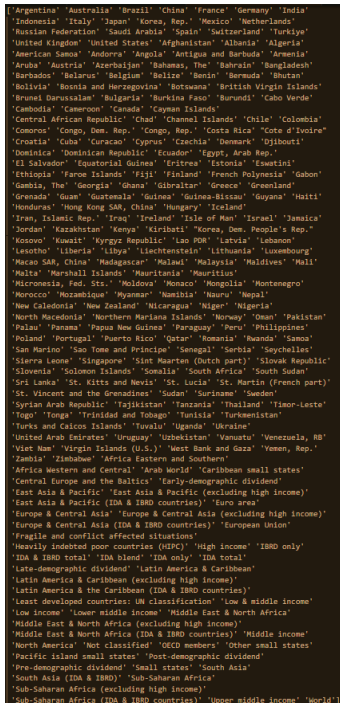 ['Argentina' 'Australia' 'Brazil' 'China' 'France' 'Germany' 'India'
'Indonesia' 'Italy' 'Japan' 'Korea, Rep.' 'Mexico' 'Netherlands'
'Russian Federation' 'Saudi Arabia' 'Spain' 'Switzerland' 'Turkiye'
'United Kingdom' 'United States' 'Afghanistan' 'Albania' 'Algeria'
'American Samoa' 'Andorra' 'Angola' 'Antigua and Barbuda' 'Armenia'
'Aruba' 'Austria' 'Azerbaijan' 'Bahamas, The' 'Bahrain' 'Bangladesh'
'Barbados' 'Belarus' 'Belgium' 'Belize' 'Benin' 'Bermuda' 'Bhutan'
'Bolivia' 'Bosnia and Herzegovina' 'Botswana' 'British Virgin Islands'
'Brunei Darussalam' 'Bulgaria' 'Burkina Faso' 'Burundi' 'Cabo Verde'
'Cambodia' 'Cameroon' 'Canada' 'Cayman Islands'
'Central African Republic' 'Chad' 'Channel Islands' 'Chile' 'Colombia'
'Comoros' 'Congo, Dem. Rep.' 'Congo, Rep.' 'Costa Rica' "Cote d'Ivoire"
'Croatia' 'Cuba' 'Curacao' 'Cyprus' 'Czechia' 'Denmark' 'Djibouti'
'Dominica' 'Dominican Republic' 'Ecuador' 'Egypt, Arab Rep.'
'El Salvador' 'Equatorial Guinea' 'Eritrea' 'Estonia' 'Eswatini'
'Ethiopia' 'Faroe Islands' 'Fiji' 'Finland' 'French Polynesia' 'Gabon'
'Gambia, The' 'Georgia' 'Ghana' 'Gibraltar' 'Greece' 'Greenland'
'Grenada' 'Guam' 'Guatemala' 'Guinea' 'Guinea-Bissau' 'Guyana' 'Haiti'
'Honduras' 'Hong Kong SAR, China' 'Hungary' 'Iceland'
'Iran, Islamic Rep.' 'Iraq' 'Ireland' 'Isle of Man' 'Israel' 'Jamaica'
'Jordan' 'Kazakhstan' 'Kenya' 'Kiribati' "Korea, Dem. People's Rep."
'Kosovo' 'Kuwait' 'Kyrgyz Republic' 'Lao PDR' 'Latvia' 'Lebanon'
'Lesotho' 'Liberia' 'Libya' 'Liechtenstein' 'Lithuania' 'Luxembourg'
'Macao SAR, China' 'Madagascar' 'Malawi' 'Malaysia' 'Maldives' 'Mali'
'Malta' 'Marshall Islands' 'Mauritania' 'Mauritius'
'Micronesia, Fed. Sts.' 'Moldova' 'Monaco' 'Mongolia' 'Montenegro'
'Morocco' 'Mozambique' 'Myanmar' 'Namibia' 'Nauru' 'Nepal'
'New Caledonia' 'New Zealand' 'Nicaragua' 'Niger' 'Nigeria'
'North Macedonia' 'Northern Mariana Islands' 'Norway' 'Oman' 'Pakistan'
'Palau' 'Panama' 'Papua New Guinea' 'Paraguay' 'Peru' 'Philippines'
'Poland' 'Portugal' 'Puerto Rico' 'Qatar' 'Romania' 'Rwanda' 'Samoa'
'San Marino' 'Sao Tome and Principe' 'Senegal' 'Serbia' 'Seychelles'
'Sierra Leone' 'Singapore' 'Sint Maarten (Dutch part)' 'Slovak Republic'
'Slovenia' 'Solomon Islands' 'Somalia' 'South Africa' 'South Sudan'
'Sri Lanka' 'St. Kitts and Nevis' 'St. Lucia' 'St. Martin (French part)'
'St. Vincent and the Grenadines' 'Sudan' 'Suriname' 'Sweden'
'Syrian Arab Republic' 'Tajikistan' 'Tanzania' 'Thailand' 'Timor-Leste'
'Togo' 'Tonga' 'Trinidad and Tobago' 'Tunisia' 'Turkmenistan'
'Turks and Caicos Islands' 'Tuvalu' 'Uganda' 'Ukraine'
'United Arab Emirates' 'Uruguay' 'Uzbekistan' 'Vanuatu' 'Venezuela, RB'
'Viet Nam' 'Virgin Islands (U.S.)' 'West Bank and Gaza' 'Yemen, Rep.'
'Zambia' 'Zimbabwe' 'Africa Eastern and Southern'
'Africa Western and Central' 'Arab World' 'Caribbean small states'
'Central Europe and the Baltics' 'Early-demographic dividend'
'East Asia & Pacific' 'East Asia & Pacific (excluding high income)'
'East Asia & Pacific (IDA & IBRD countries)' 'Euro area'
'Europe & Central Asia' 'Europe & Central Asia (excluding high income)'
'Europe & Central Asia (IDA & IBRD countries)' 'European Union'
'Fragile and conflict affected situations'
'Heavily indebted poor countries (HIPC)' 'High income' 'IBRD only'
'IDA & IBRD total' 'IDA blend' 'IDA only' 'IDA total'
'Late-demographic dividend' 'Latin America & Caribbean'
'Latin America & Caribbean (excluding high income)'
'Latin America & the Caribbean (IDA & IBRD countries)'
'Least developed countries: UN classification' 'Low & middle income'
'Low income' 'Lower middle income' 'Middle East & North Africa'
'Middle East & North Africa (excluding high income)'
'Middle East & North Africa (IDA & IBRD countries)' 'Middle income'
'North America' 'Not classified' 'OECD members' 'Other small states'
'Pacific island small states' 'Post-demographic dividend'
'Pre-demographic dividend' 'Small states' 'South Asia'
'South Asia (IDA & IBRD)' 'Sub-Saharan Africa'
'Sub-Saharan Africa (excluding high income)'
'Sub-Saharan Africa (IDA & IBRD countries)' 'Upper middle income' 'World']